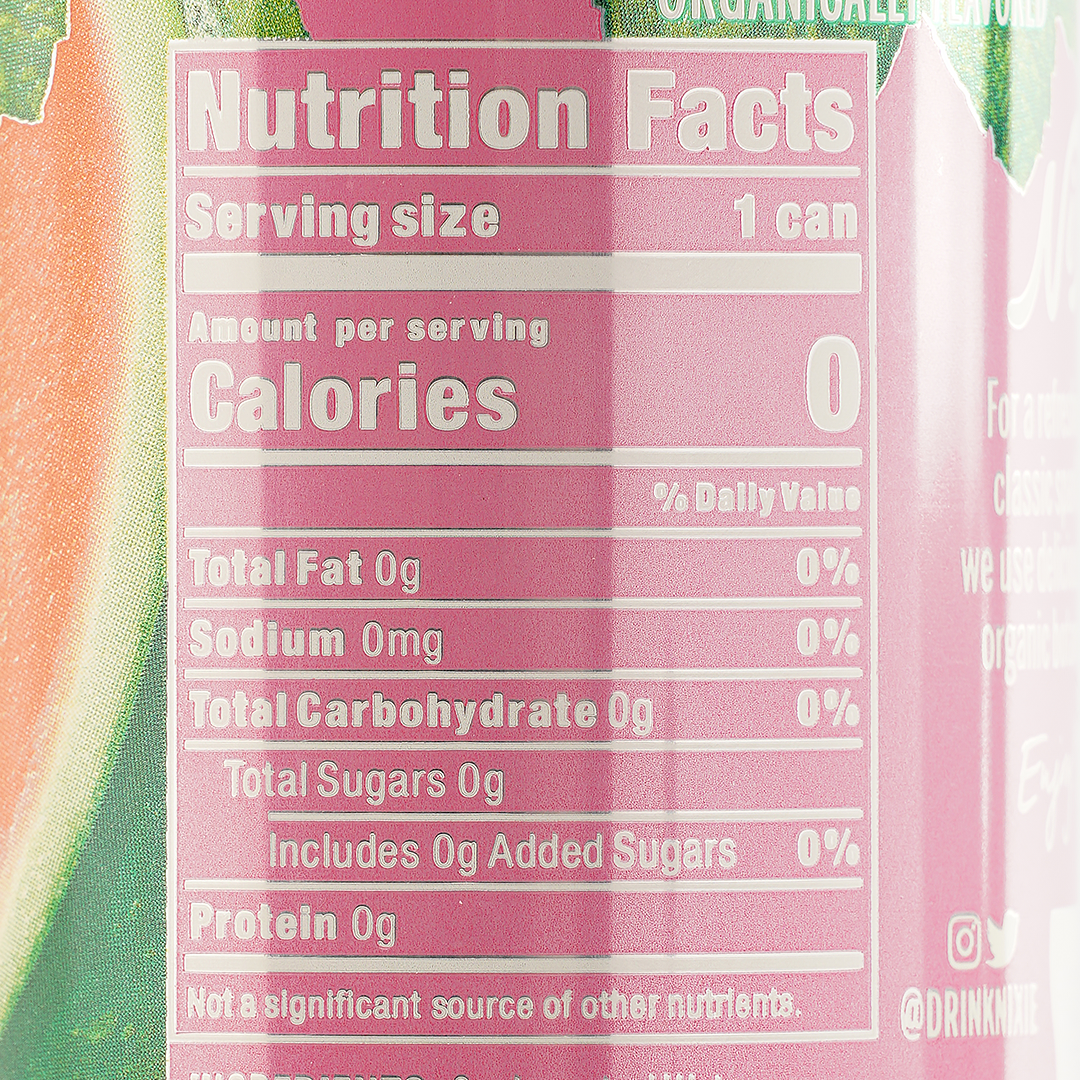 ORGANICALLY FLAVORED
Nutrition Facts
Serving size 1 can
Amount per serving
Calories 0
% Daily Value
Total Fat 0g 0%
Sodium 0mg 0%
Total Carbohydrate 0g 0%
Total Sugars 0g
Includes 0g Added Sugars 0%
Protein 0g
Not a significant source of other nutrients.
For a
classic
we use
organic
@DRINKNIXIE